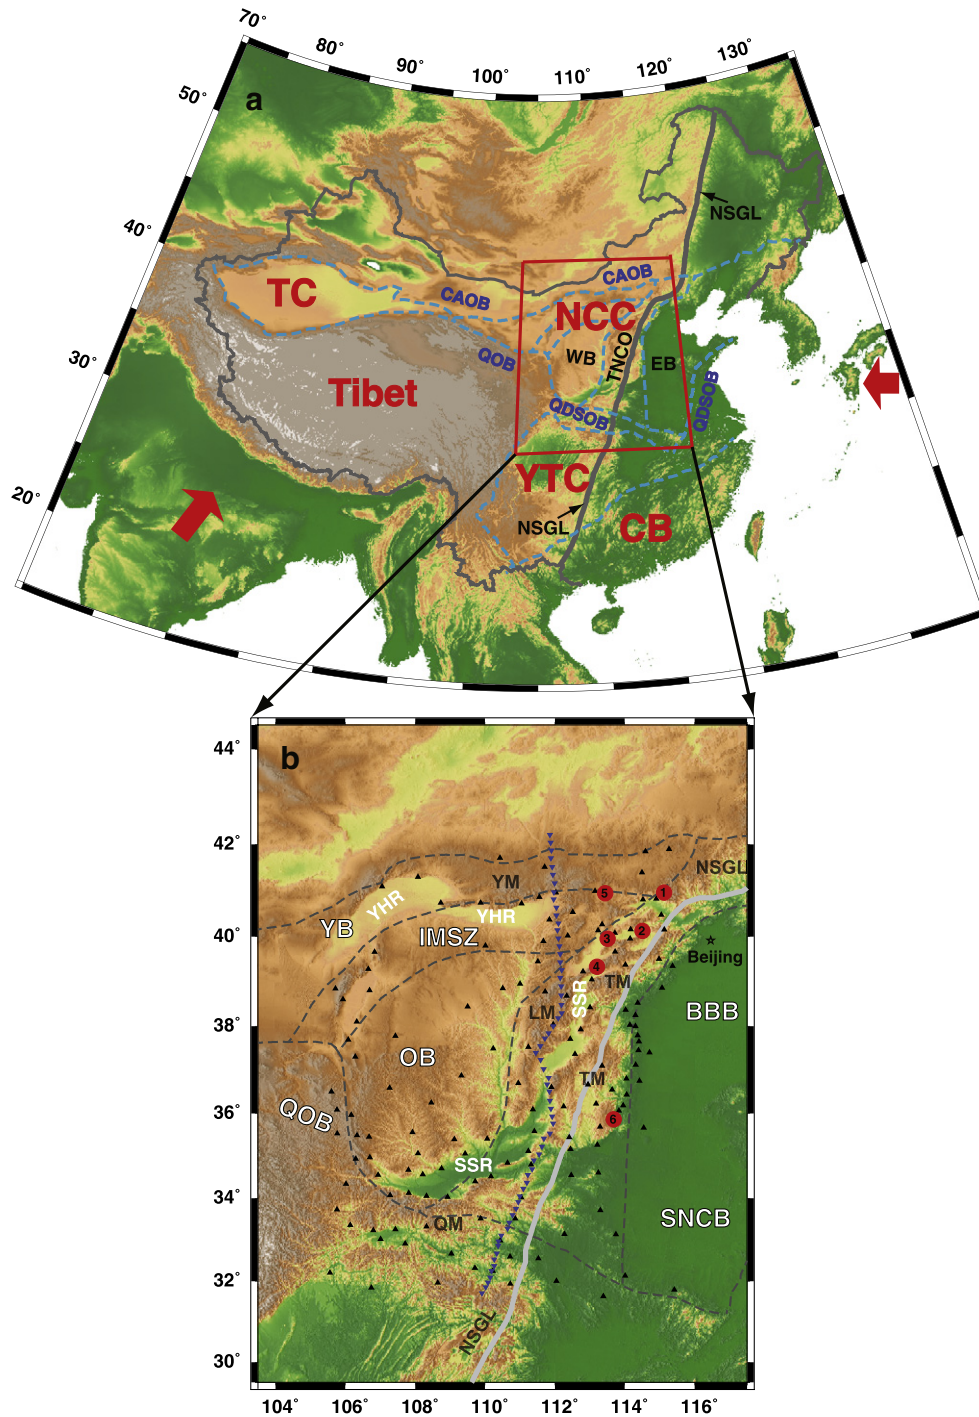 70°
80°
90°
100°
110°
120°
130°
50°
40°
30°
20°
a
NSGL
TC
CAOB
CAOB
NCC
QOB
WB
TNCO
EB
Tibet
QDSOB
QDSOB
YTC
NSGL
CB
b
44°
42°
40°
38°
36°
34°
32°
30°
NSGL
YM
5
1
YHR
YHR
YB
IMSZ
3
2
Beijing
4
TM
SSR
LM
BBB
OB
TM
QOB
6
SSR
QM
SNCB
NSGL
104°
106°
108°
110°
112°
114°
116°